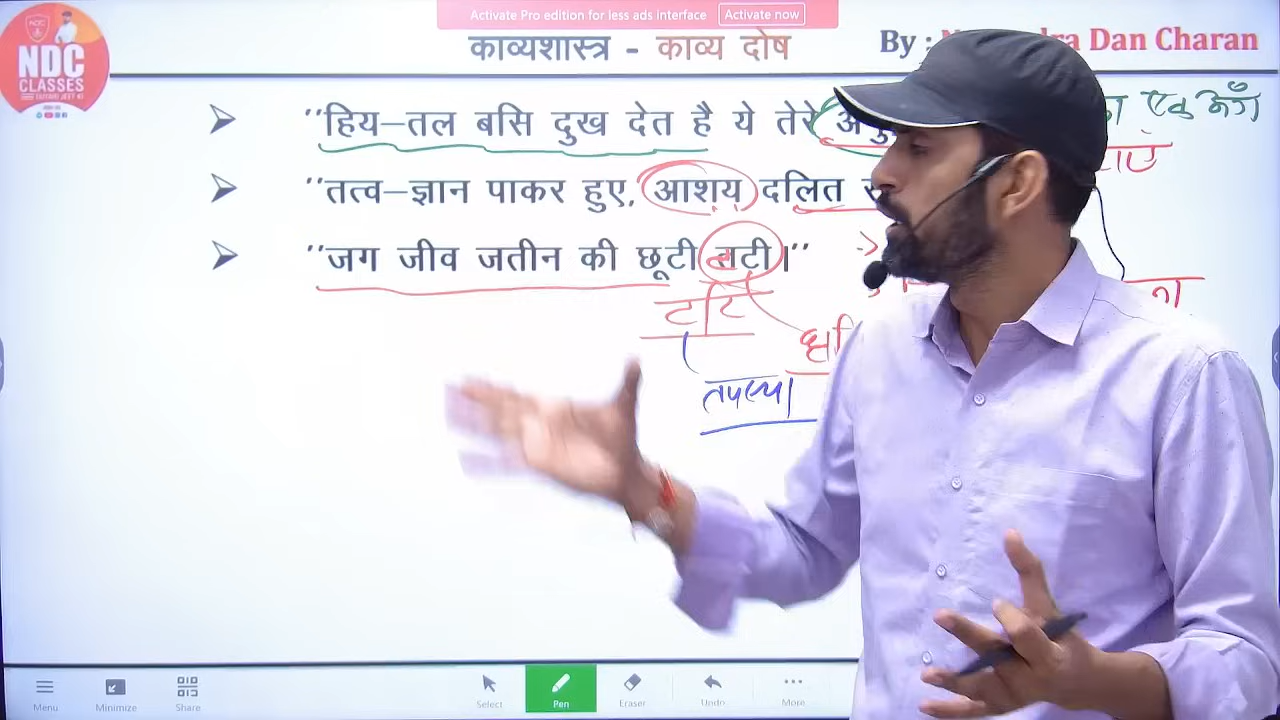 Activate Pro edition for less ads interface Activate now
NDC
CLASSES
काव्यशास्त्र - काव्य दोष
By : Dan Charan
"हिय–तल बसि दुख देत है ये तेरे
एवं
"तत्व–ज्ञान पाकर हुए, आशय दलित
"जग जीव जतीन की छूटी तटी।"
तपस्या
Menu
Minimize
Share
Select
Pen
Eraser
Undo
More